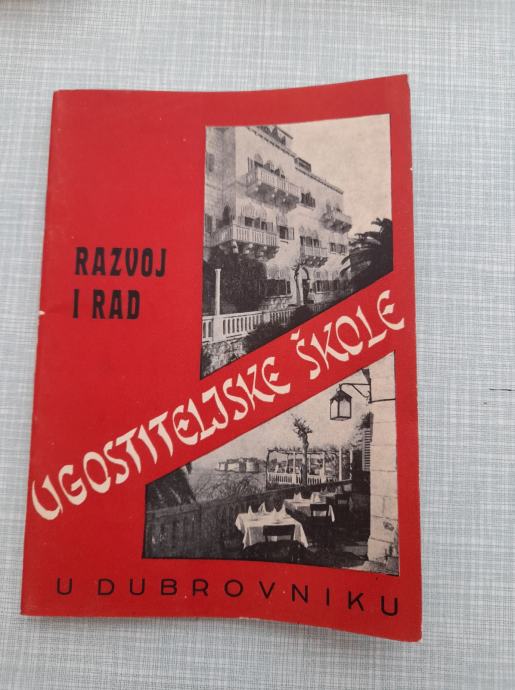 RAZVOJ
I RAD
UGOSTITELJSKE ŠKOLE
U DUBROVNIKU